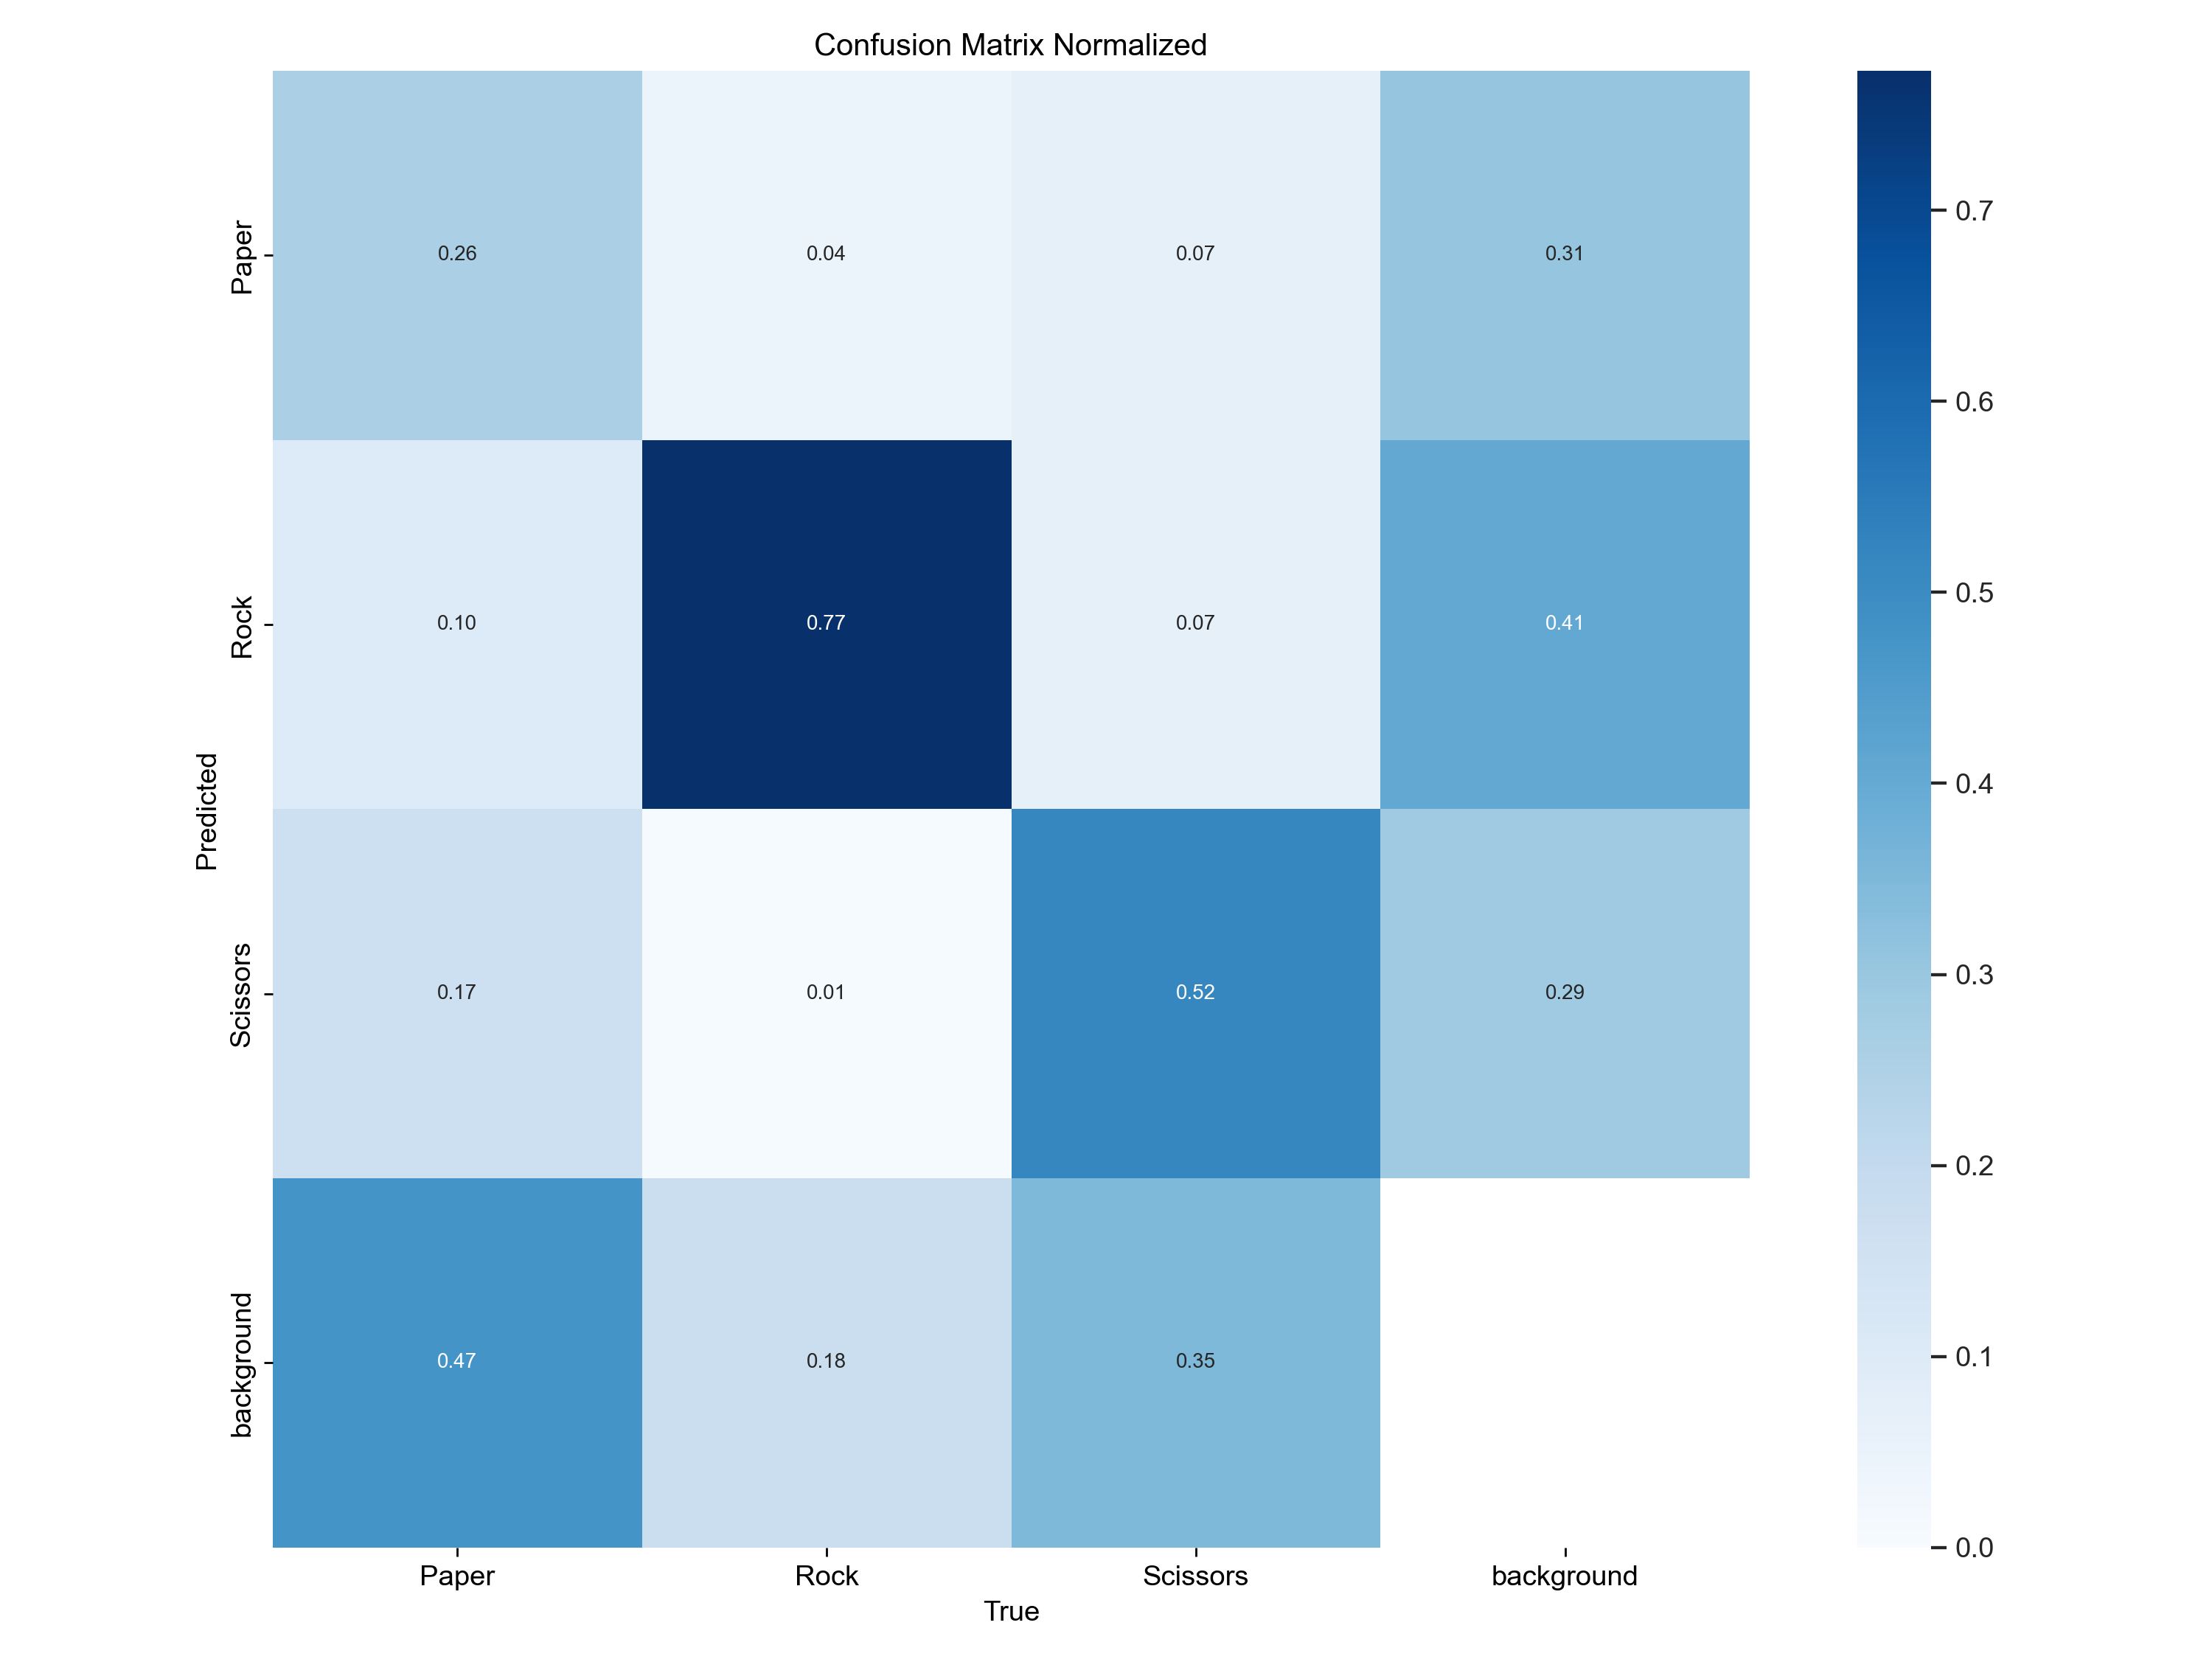 Confusion Matrix Normalized
Paper
0.26 0.04 0.07 0.31
Rock
0.10 0.77 0.07 0.41
Scissors
0.17 0.01 0.52 0.29
background
0.47 0.18 0.35
Predicted
Paper Rock Scissors background
True
0.7
0.6
0.5
0.4
0.3
0.2
0.1
0.0